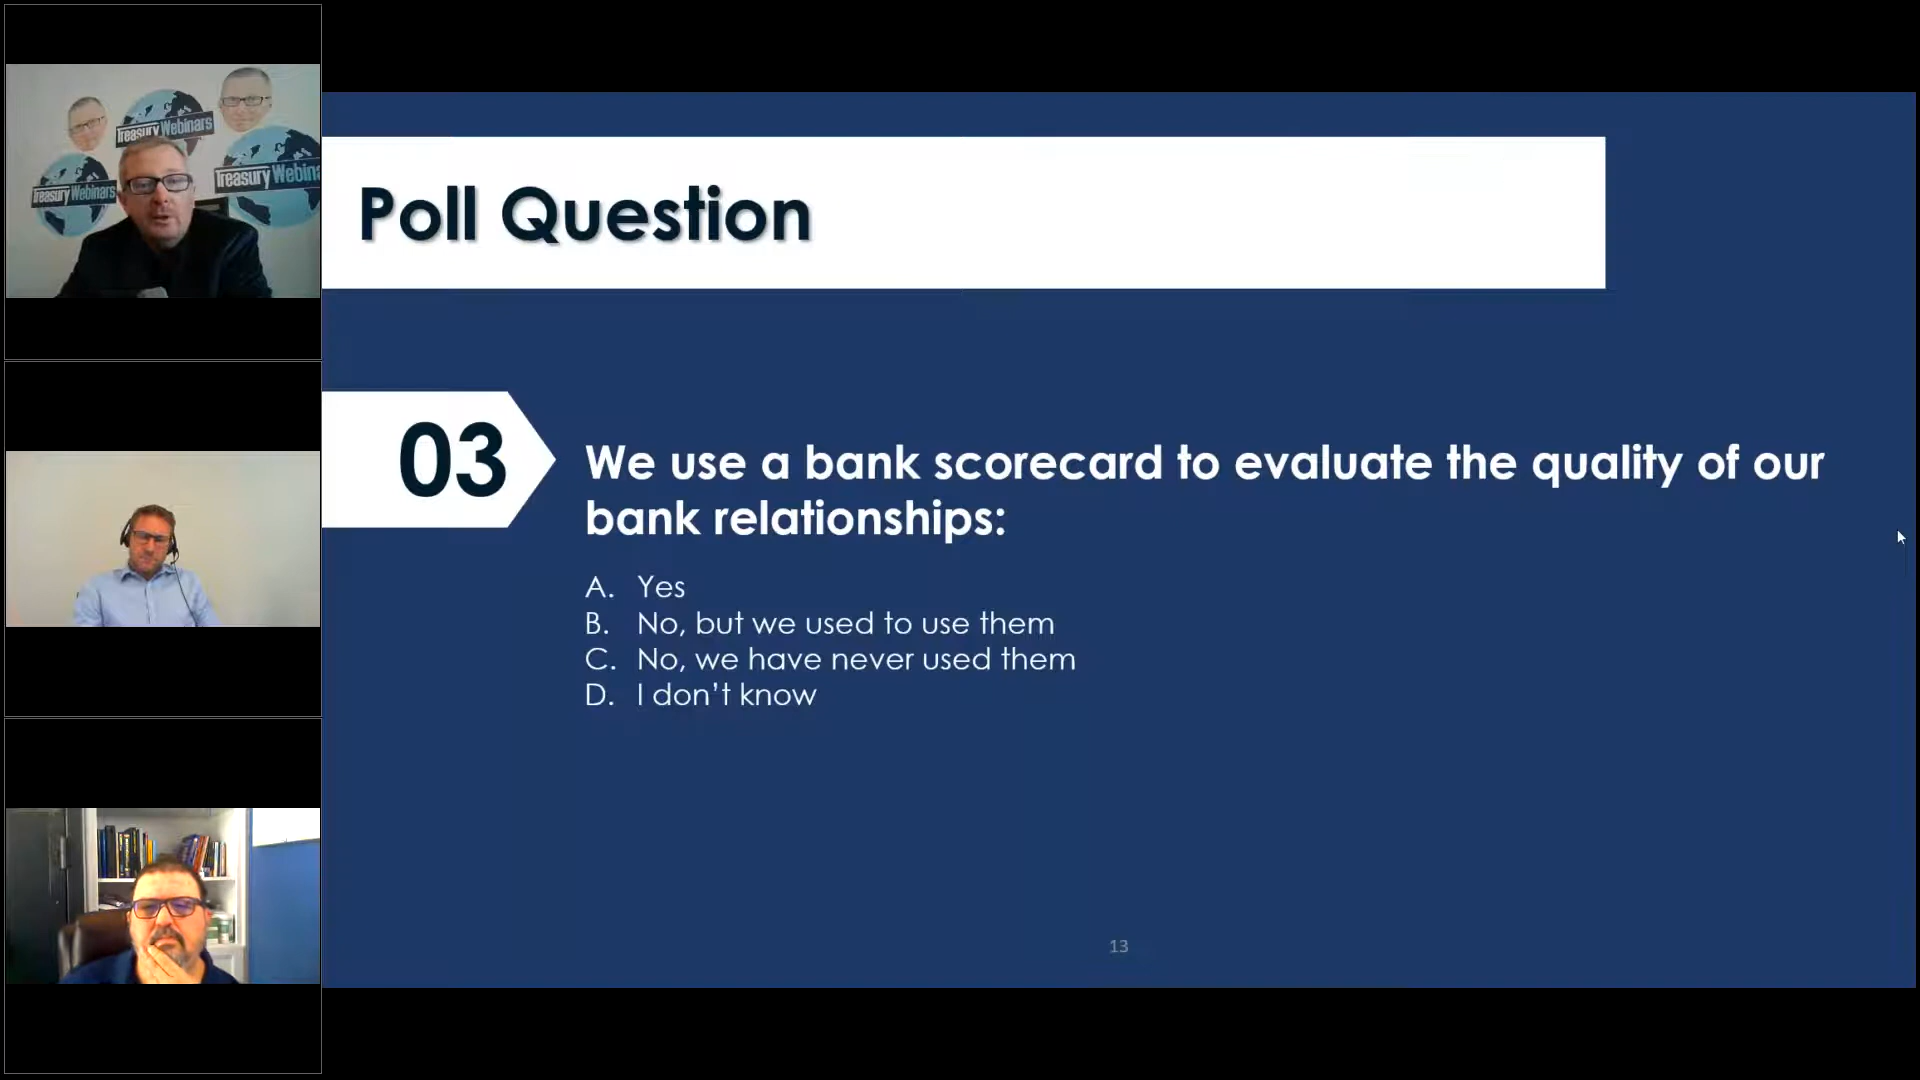 Treasury Webinars
Treasury Webinars
Treasury Webina
Poll Question
03
We use a bank scorecard to evaluate the quality of our
bank relationships:
A. Yes
B. No, but we used to use them
C. No, we have never used them
D. I don't know
13